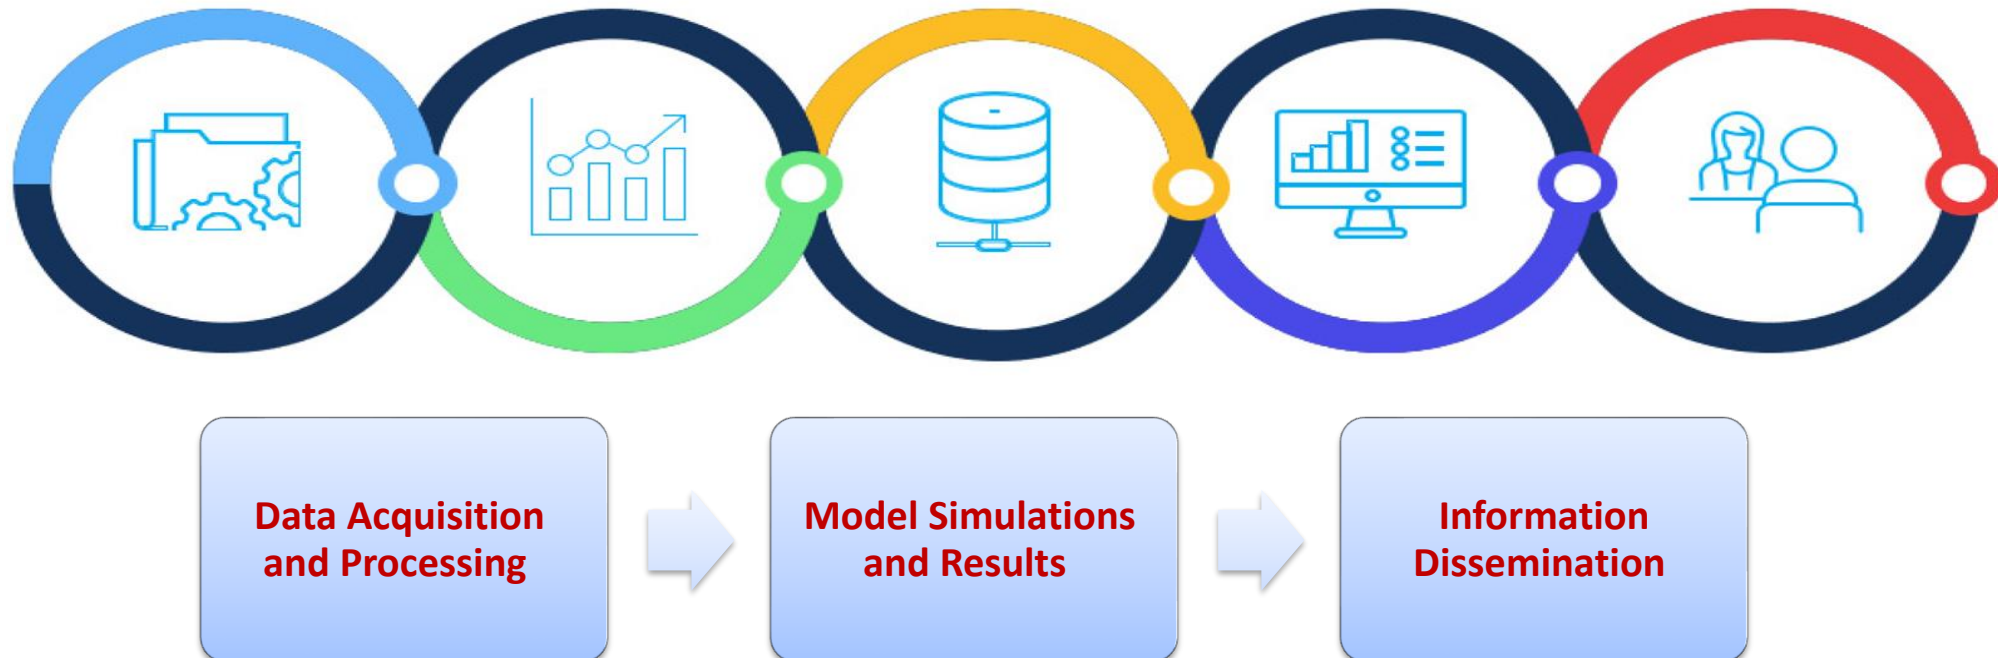 Data Acquisition
and Processing
Model Simulations
and Results
Information
Dissemination